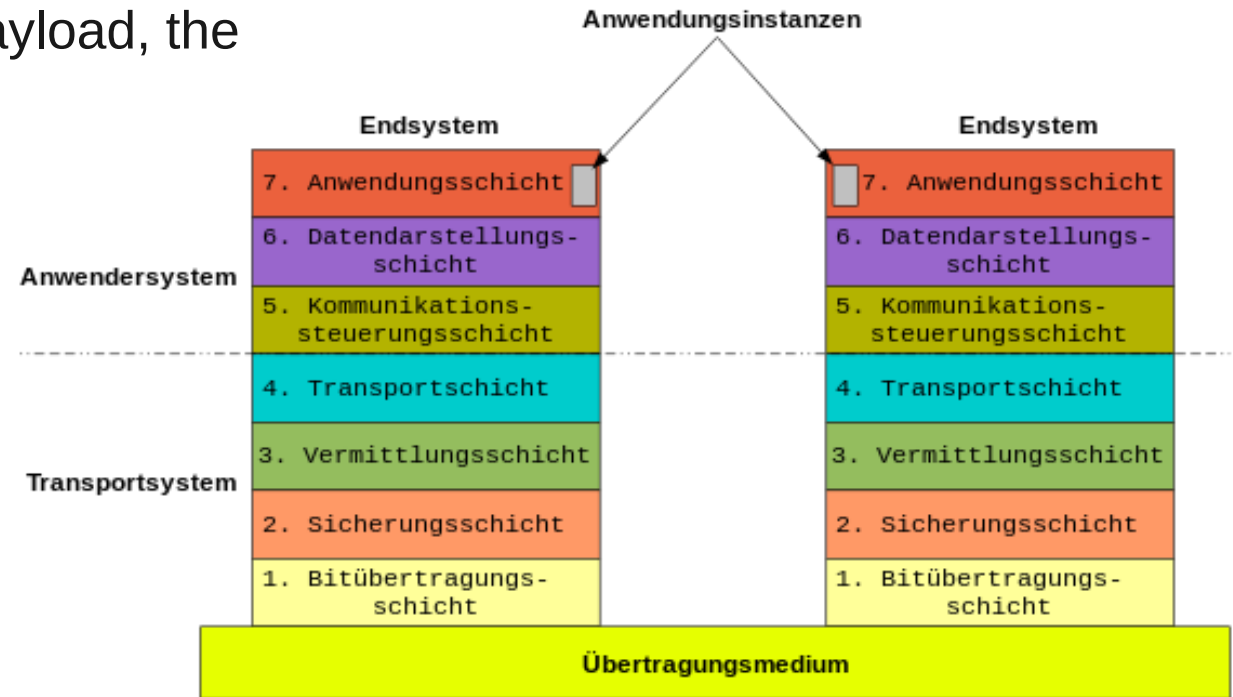 ayload, the
Anwendungsinstanzen
Endsystem
Endsystem
7. Anwendungsschicht
7. Anwendungsschicht
6. Datendarstellungs-
schicht
6. Datendarstellungs-
schicht
Anwendersystem
5. Kommunikations-
steuerungsschicht
5. Kommunikations-
steuerungsschicht
4. Transportschicht
4. Transportschicht
3. Vermittlungsschicht
3. Vermittlungsschicht
Transportsystem
2. Sicherungsschicht
2. Sicherungsschicht
1. Bitübertragungs-
schicht
1. Bitübertragungs-
schicht
Übertragungsmedium